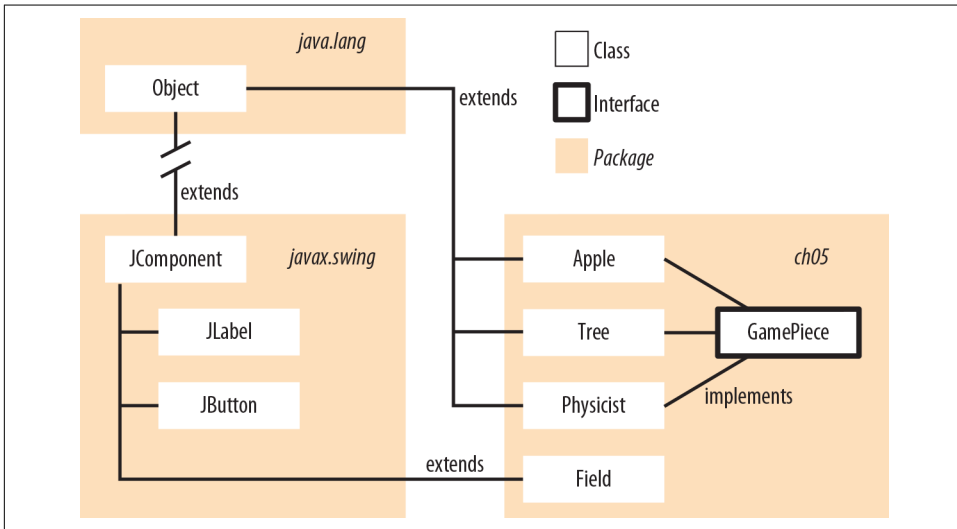 java.lang
Object
extends
Class
Interface
Package
extends
JComponent
javax.swing
JLabel
JButton
extends
Apple
ch05
Tree
GamePiece
Physicist
implements
Field